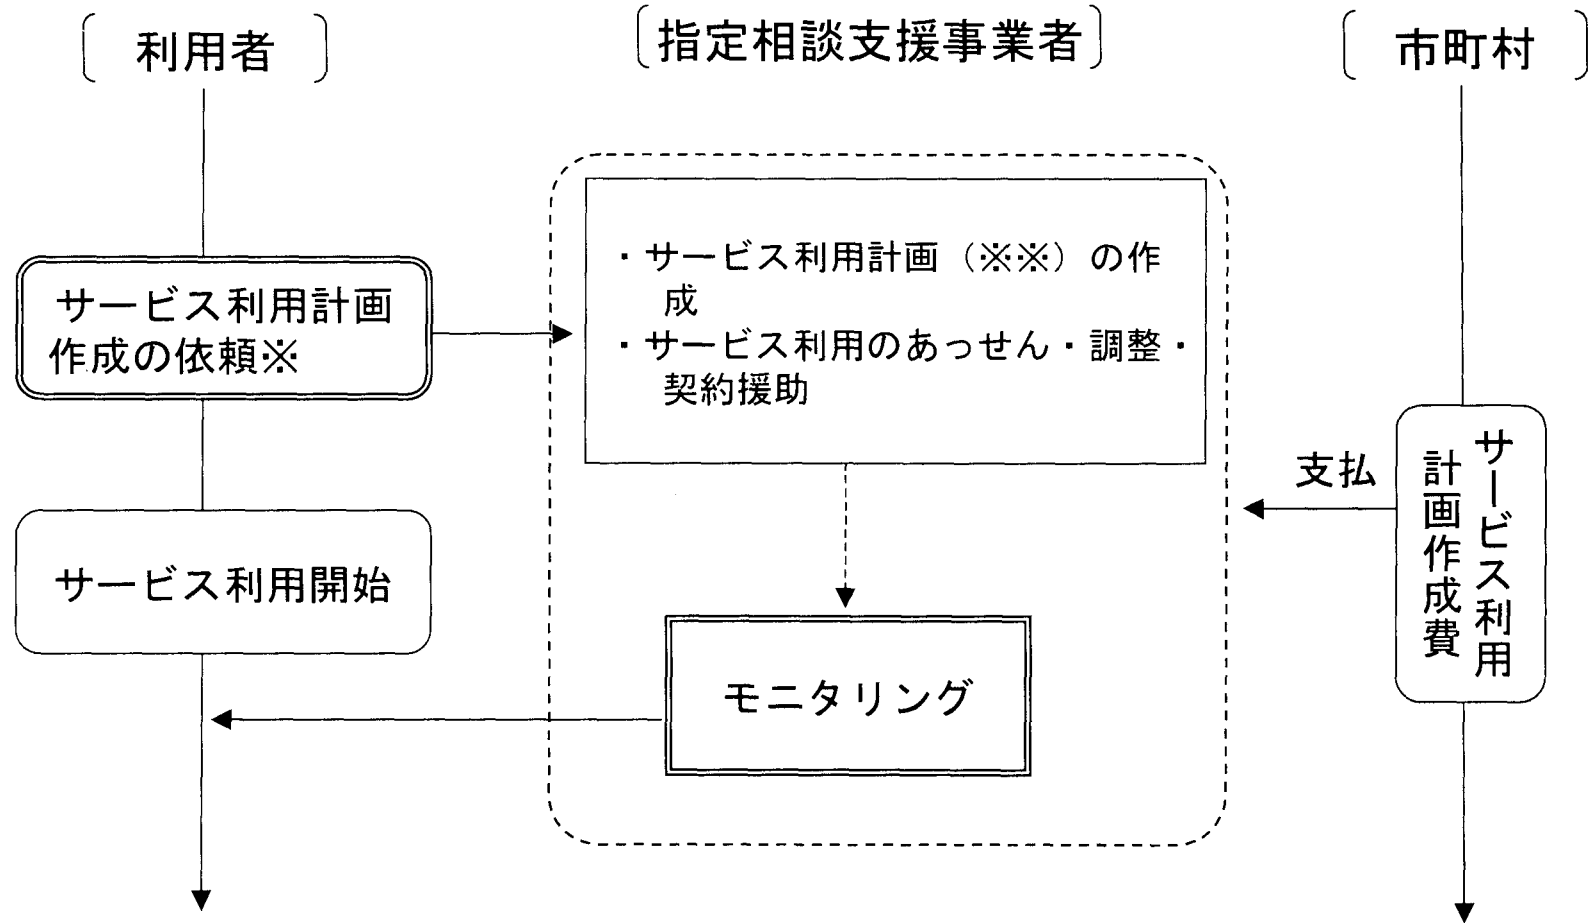 利用者
指定相談支援事業者
市町村
サービス利用計画
作成の依頼※
・サービス利用計画（※※）の作
成
・サービス利用のあっせん・調整・
契約援助
支払
サービス利用
計画作成費
サービス利用開始
モニタリング